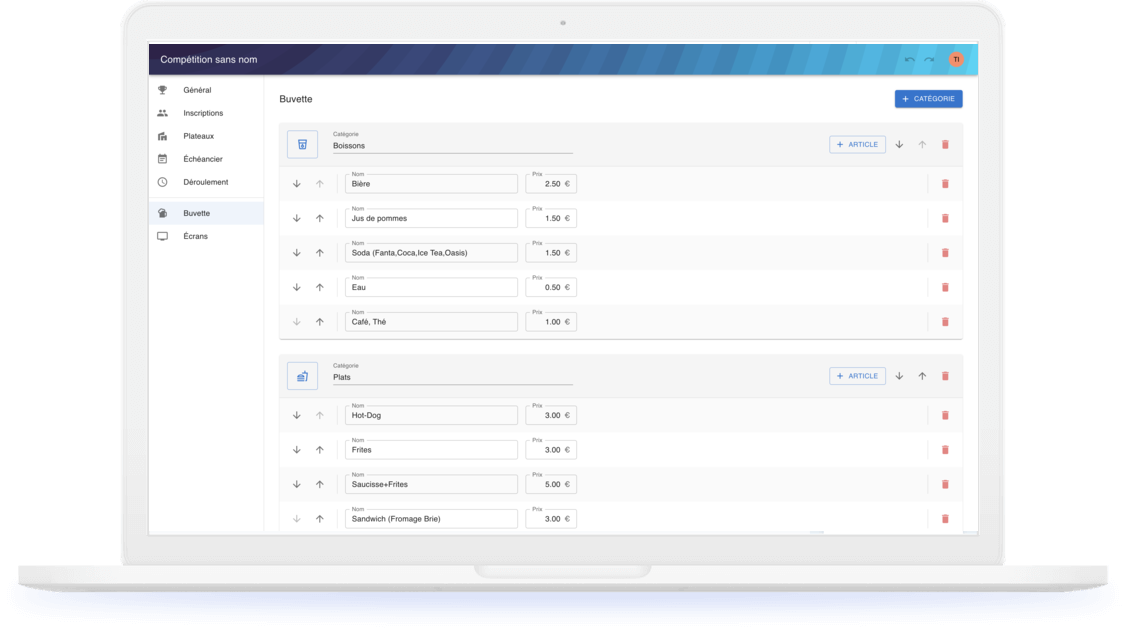 Compétition sans nom
TI
Général
Inscriptions
Plateaux
Échéancier
Déroulement
Buvette
Écrans
Buvette
+ CATÉGORIE
Catégorie
Boissons
+ ARTICLE
Nom Prix
Bière 2.50 €
Nom Prix
Jus de pommes 1.50 €
Nom Prix
Soda (Fanta,Coca,Ice Tea,Oasis) 1.50 €
Nom Prix
Eau 0.50 €
Nom Prix
Café, Thé 1.00 €
Catégorie
Plats
+ ARTICLE
Nom Prix
Hot-Dog 3.00 €
Nom Prix
Frites 3.00 €
Nom Prix
Saucisse+Frites 5.00 €
Nom Prix
Sandwich (Fromage Brie) 3.00 €